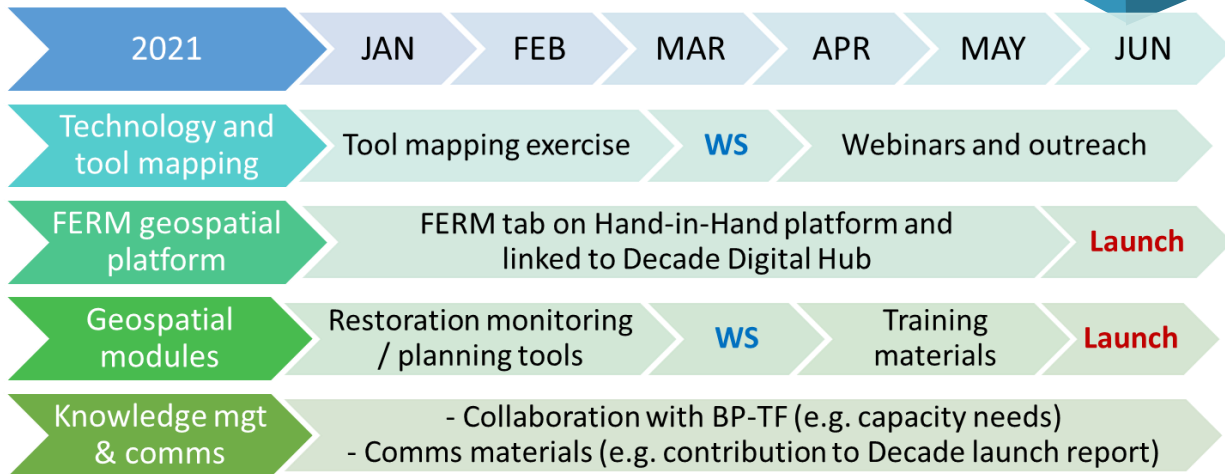 2021
JAN
FEB
MAR
APR
MAY
JUN
Technology and
tool mapping
Tool mapping exercise
WS
Webinars and outreach
FERM geospatial
platform
FERM tab on Hand-in-Hand platform and
linked to Decade Digital Hub
Launch
Geospatial
modules
Restoration monitoring
/ planning tools
WS
Training
materials
Launch
Knowledge mgt
& comms
- Collaboration with BP-TF (e.g. capacity needs)
- Comms materials (e.g. contribution to Decade launch report)